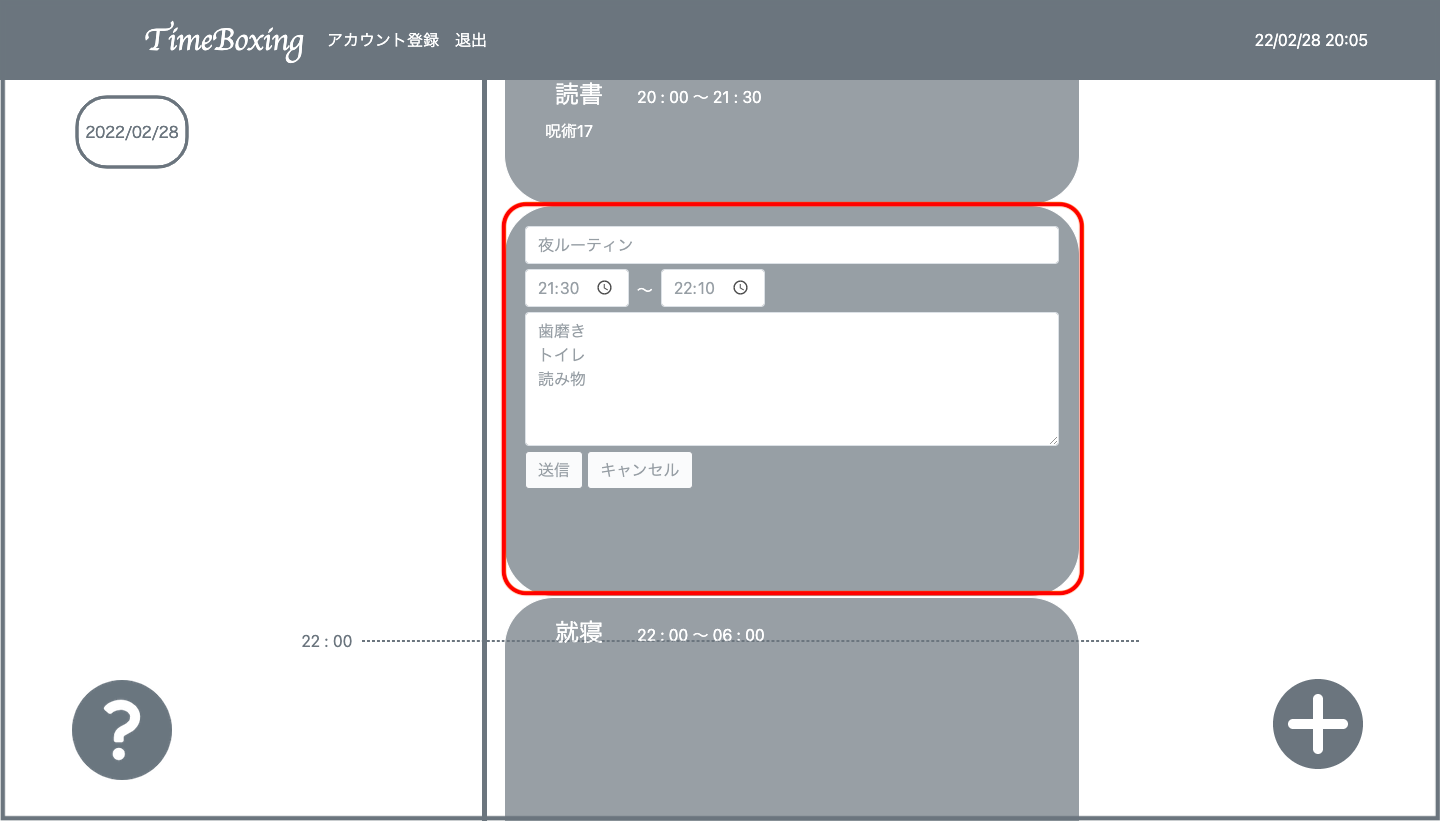 TimeBoxing アカウント登録 退出 22/02/28 20:05
2022/02/28
読書 20 : 00 〜 21 : 30
呪術17
夜ルーティン
21:30 〜 22:10
歯磨き
トイレ
読み物
送信 キャンセル
就寝 22 : 00 〜 06 : 00
22 : 00
?